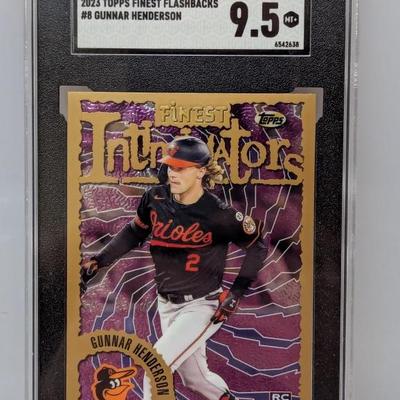 2023 TOPPS FINEST FLASHBACKS
#8 GUNNAR HENDERSON
9.5 MT+
6542638
FINEST
TOPPS
Intimidators
Orioles
2
GUNNAR HENDERSON
RC